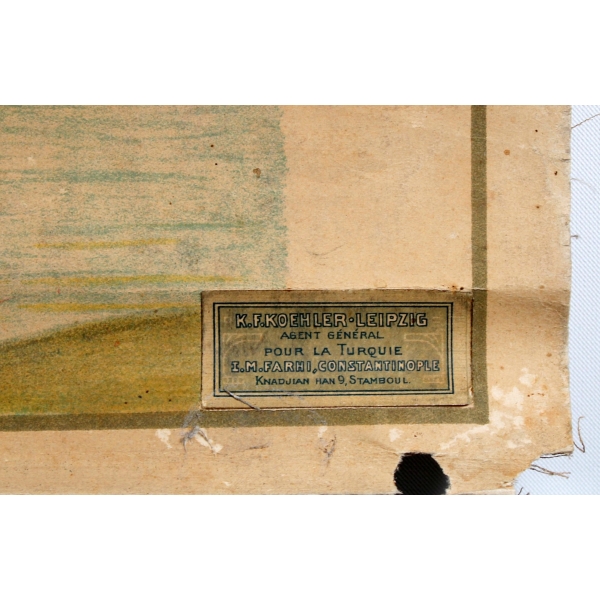 K.F.KOEHLER·LEIPZIG
AGENT GÉNÉRAL
POUR LA TURQUIE
I.M.FARHI, CONSTANTINOPLE
KNADJIAN HAN 9, STAMBOUL.